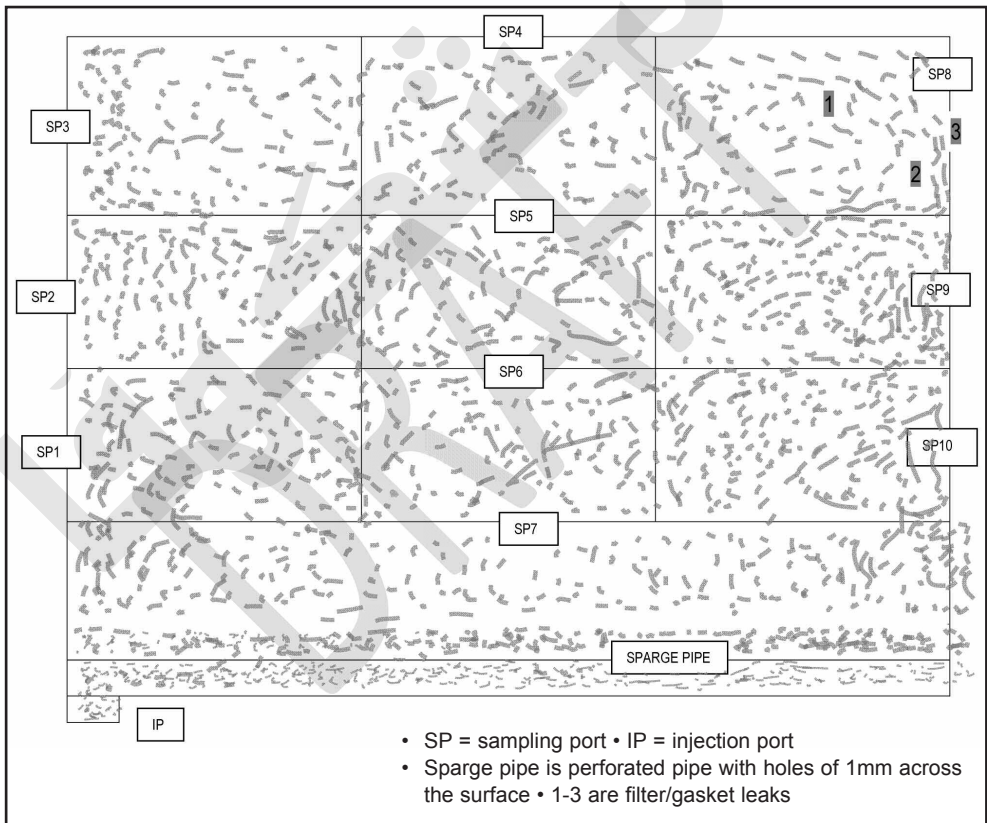 SP4
SP8
SP3
1
3
2
SP5
SP2
SP9
SP6
SP1
SP10
SP7
SPARGE PIPE
IP
• SP = sampling port • IP = injection port
• Sparge pipe is perforated pipe with holes of 1mm across
the surface • 1-3 are filter/gasket leaks
DRAFT